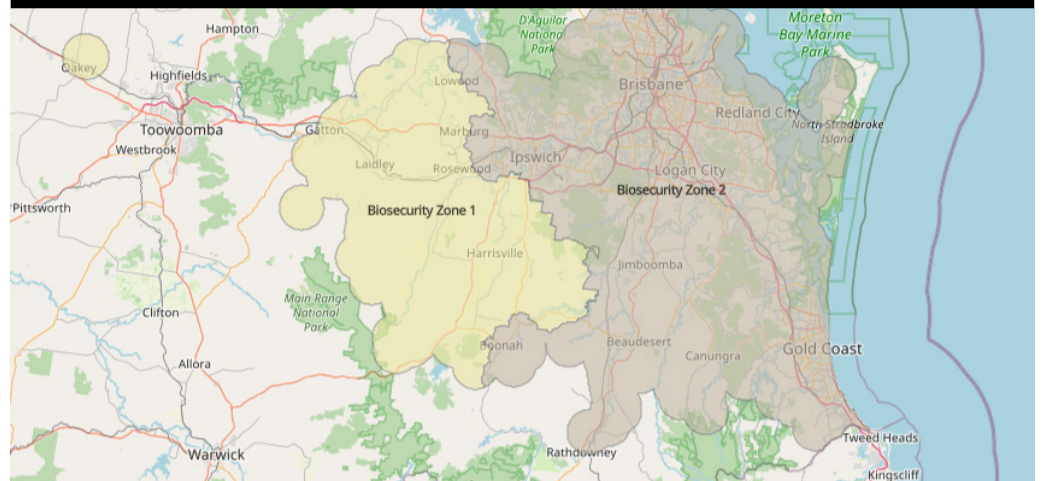 D'Aguilar
National
Park
Moreton
Bay Marine
Park
Hampton
Oakey
Highfields
Lowood
Brisbane
Redland City
Toowoomba
Gatton
Marburg
North Stradbroke
Island
Westbrook
Laidley
Rosewood
Ipswich
Logan City
Biosecurity Zone 2
Pittsworth
Biosecurity Zone 1
Harrisville
Jimboomba
Main Range
National
Park
Clifton
Boonah
Beaudesert
Canungra
Gold Coast
Allora
Warwick
Rathdowney
Tweed Heads
Kingscliff